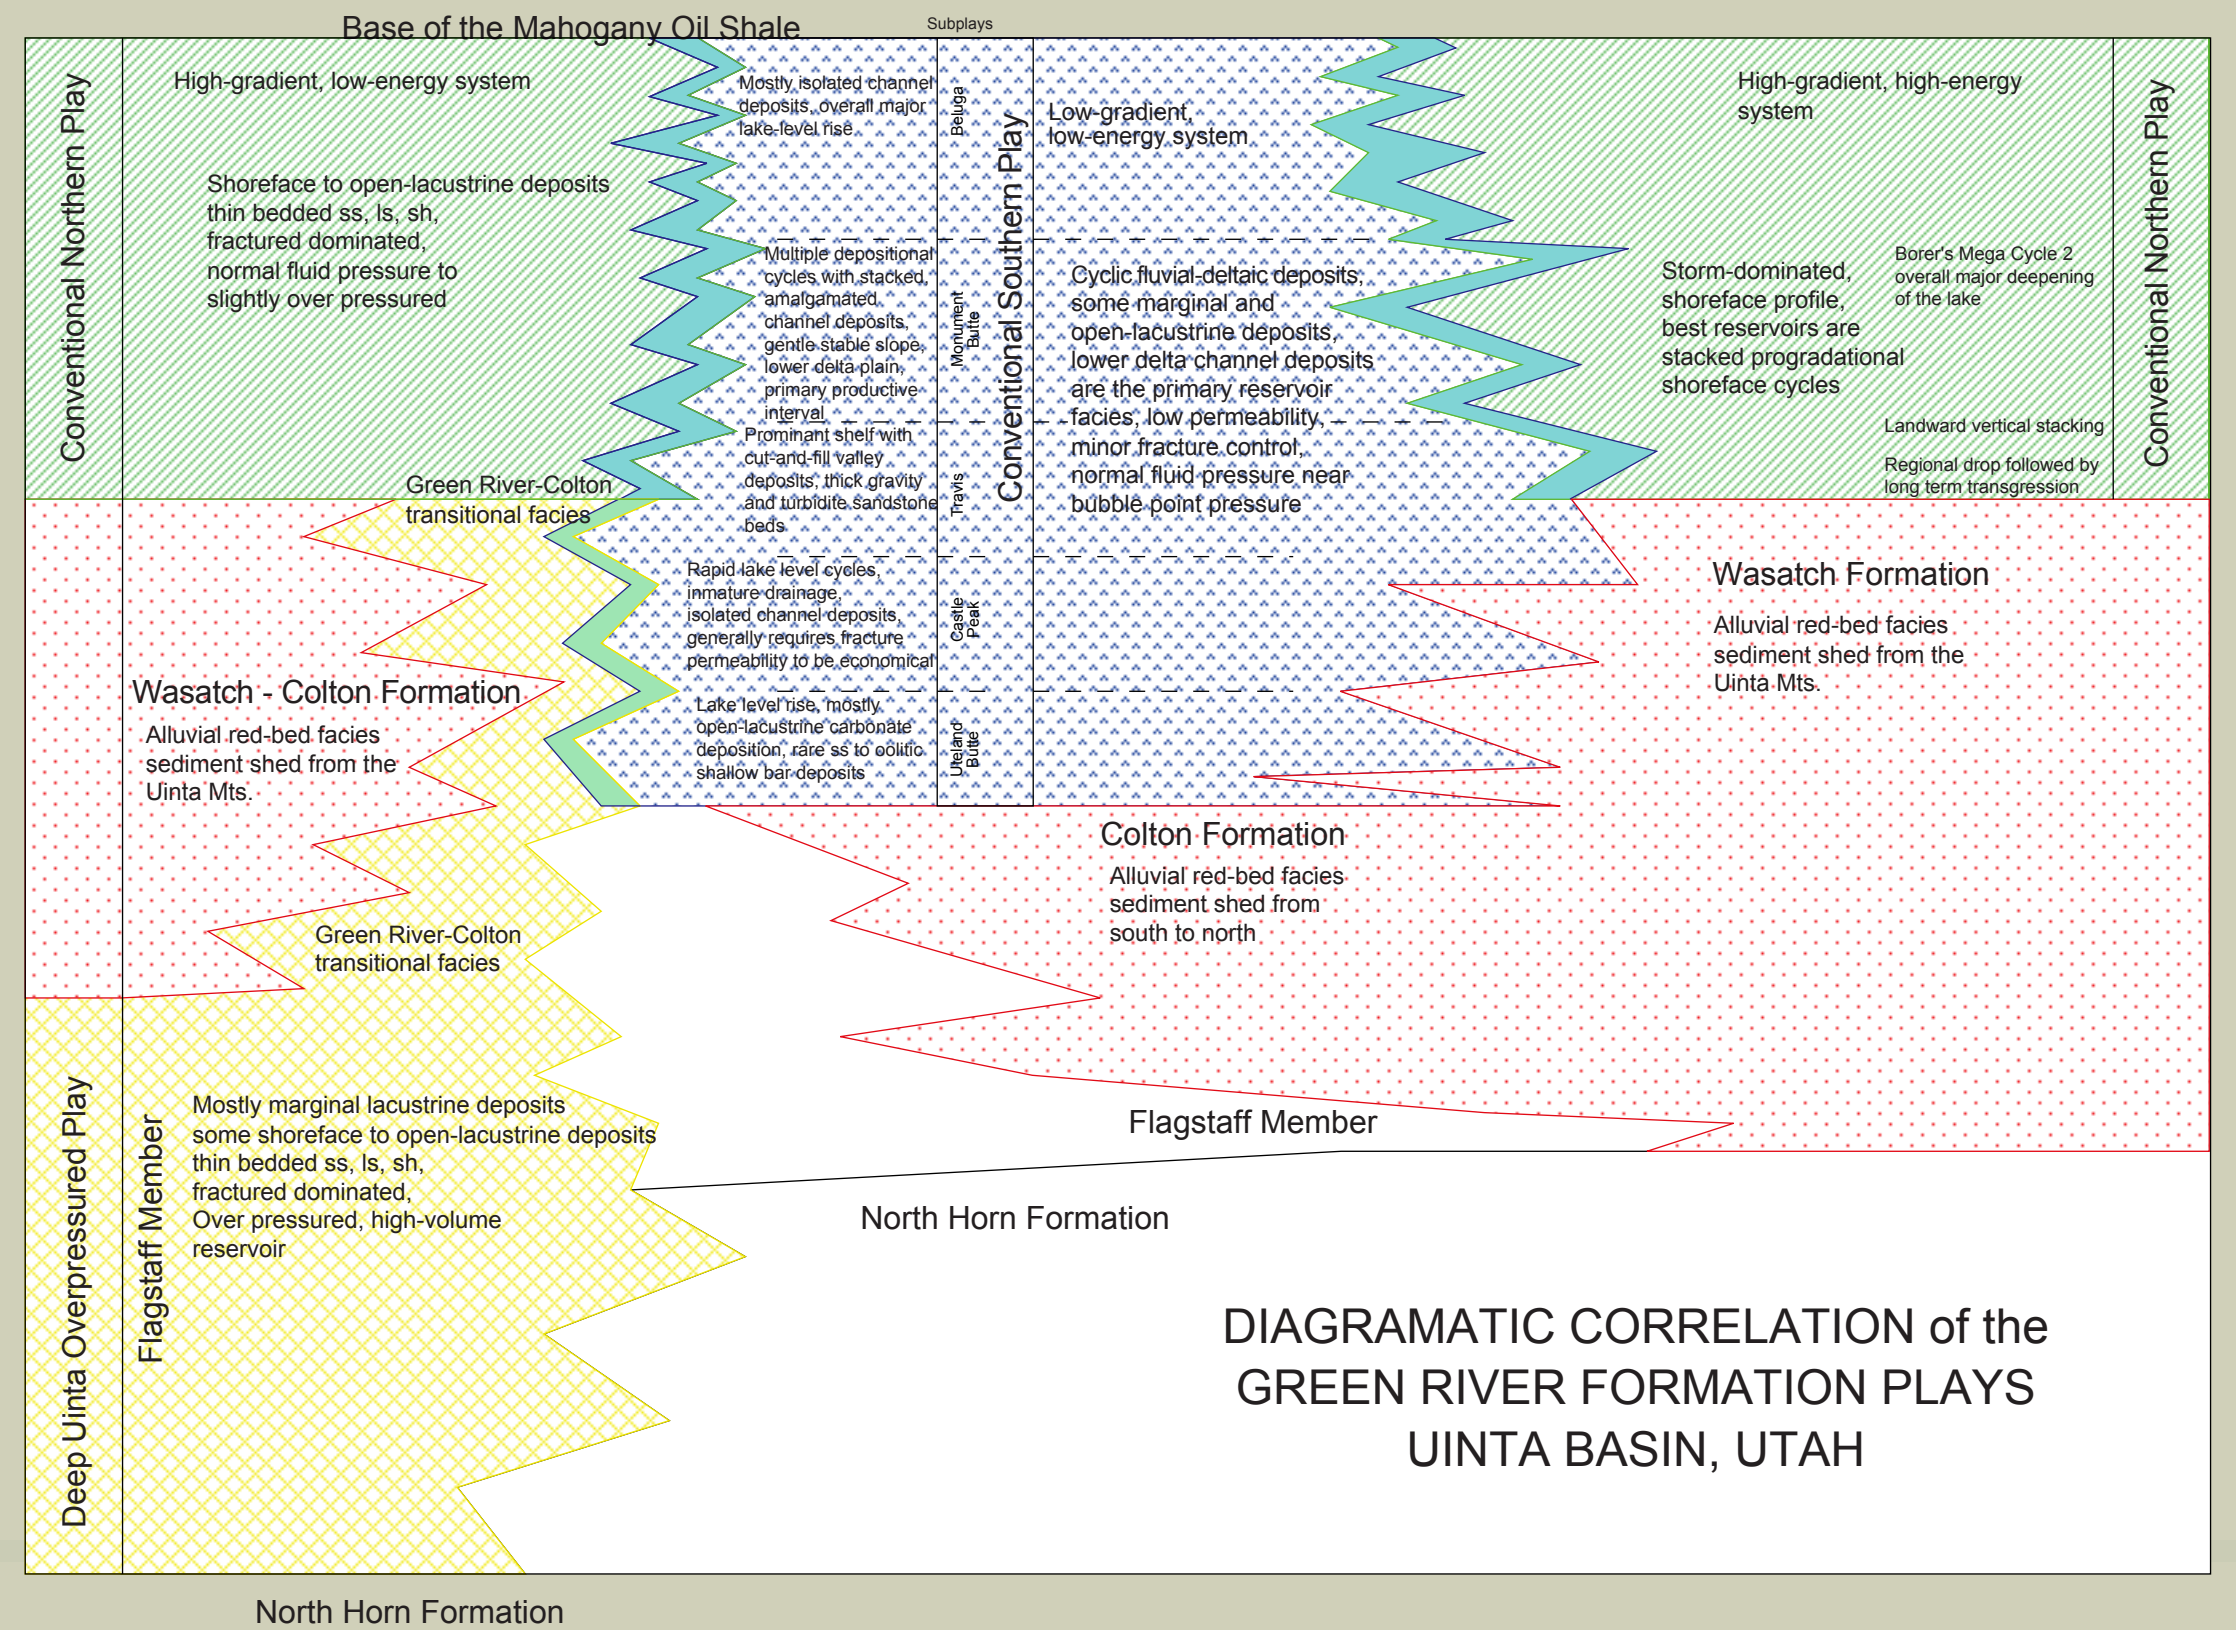 Base of the Mahogany Oil Shale
Subplays
Conventional Northern Play
High-gradient, low-energy system
Shoreface to open-lacustrine deposits
thin bedded ss, ls, sh,
fractured dominated,
normal fluid pressure to
slightly over pressured
Mostly isolated channel
deposits, overall major
lake-level rise
Multiple depositional
cycles with stacked,
amalgamated
channel deposits,
gentle stable slope,
lower delta plain,
primary productive
interval
Prominant shelf with
cut-and-fill valley
deposits, thick gravity
and turbidite sandstone
beds
Rapid lake level cycles,
inmature drainage,
isolated channel deposits,
generally requires fracture
permeability to be economical
Lake level rise, mostly
open-lacustrine carbonate
deposition, rare ss to oolitic
shallow bar deposits
Beluga
Monument
Butte
Travis
Castle
Peak
Uteland
Butte
Conventional Southern Play
Low-gradient,
low-energy system
Cyclic fluvial-deltaic deposits,
some marginal and
open-lacustrine deposits,
lower delta channel deposits
are the primary reservoir
facies, low permeability,
minor fracture control,
normal fluid pressure near
bubble point pressure
High-gradient, high-energy
system
Storm-dominated,
shoreface profile,
best reservoirs are
stacked progradational
shoreface cycles
Borer's Mega Cycle 2
overall major deepening
of the lake
Landward vertical stacking
Regional drop followed by
long term transgression
Conventional Northern Play
Green River-Colton
transitional facies
Wasatch - Colton Formation
Alluvial red-bed facies
sediment shed from the
Uinta Mts.
Wasatch Formation
Alluvial red-bed facies
sediment shed from the
Uinta Mts.
Colton Formation
Alluvial red-bed facies
sediment shed from
south to north
Green River-Colton
transitional facies
Deep Uinta Overpressured Play
Flagstaff Member
Mostly marginal lacustrine deposits
some shoreface to open-lacustrine deposits
thin bedded ss, ls, sh,
fractured dominated,
Over pressured, high-volume
reservoir
Flagstaff Member
North Horn Formation
DIAGRAMATIC CORRELATION of the
GREEN RIVER FORMATION PLAYS
UINTA BASIN, UTAH
North Horn Formation